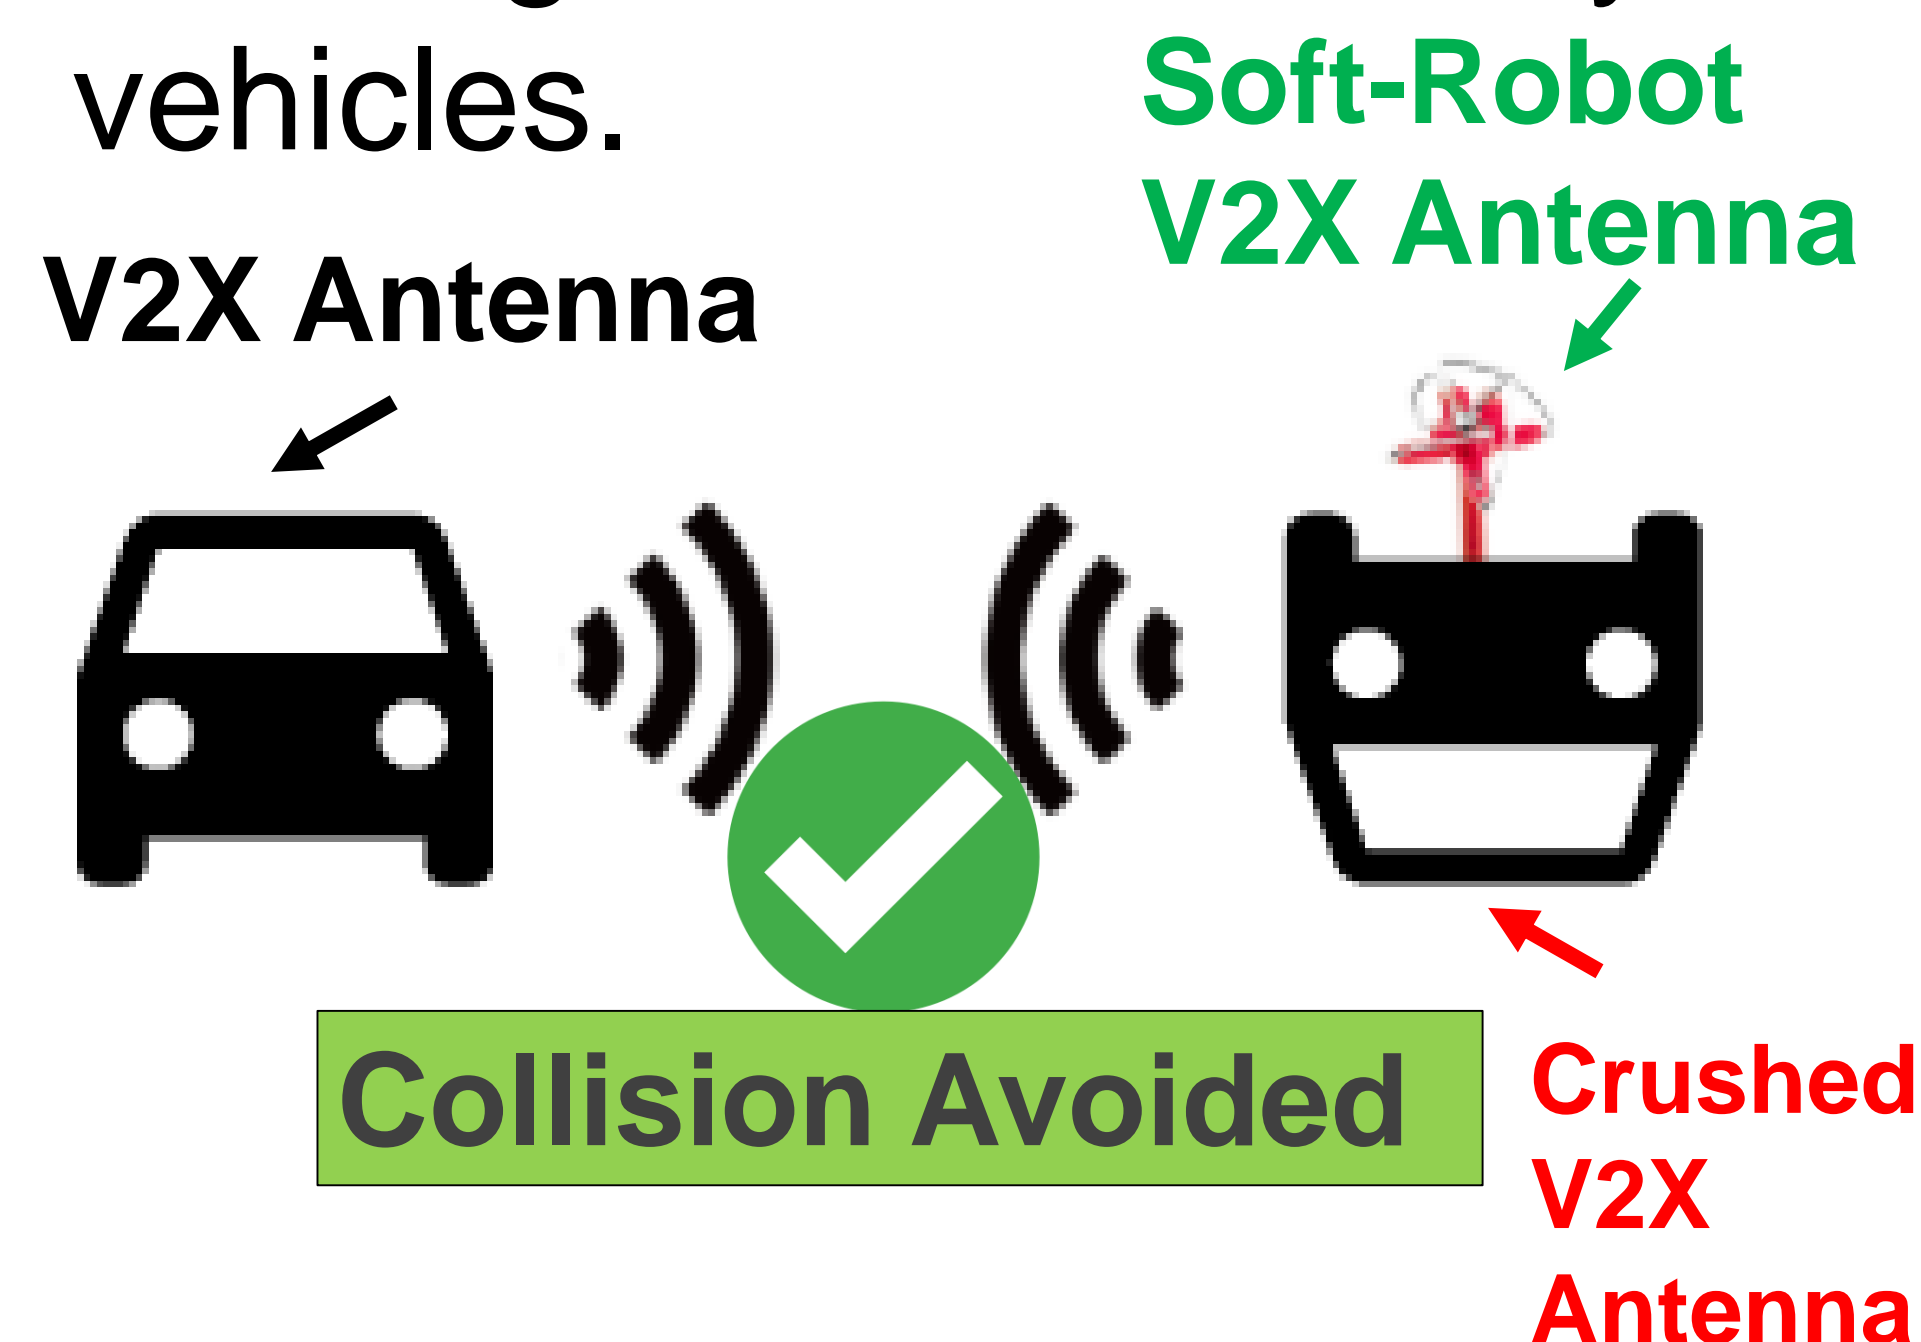 vehicles.
Soft-Robot
V2X Antenna
V2X Antenna
Collision Avoided
Crushed
V2X
Antenna